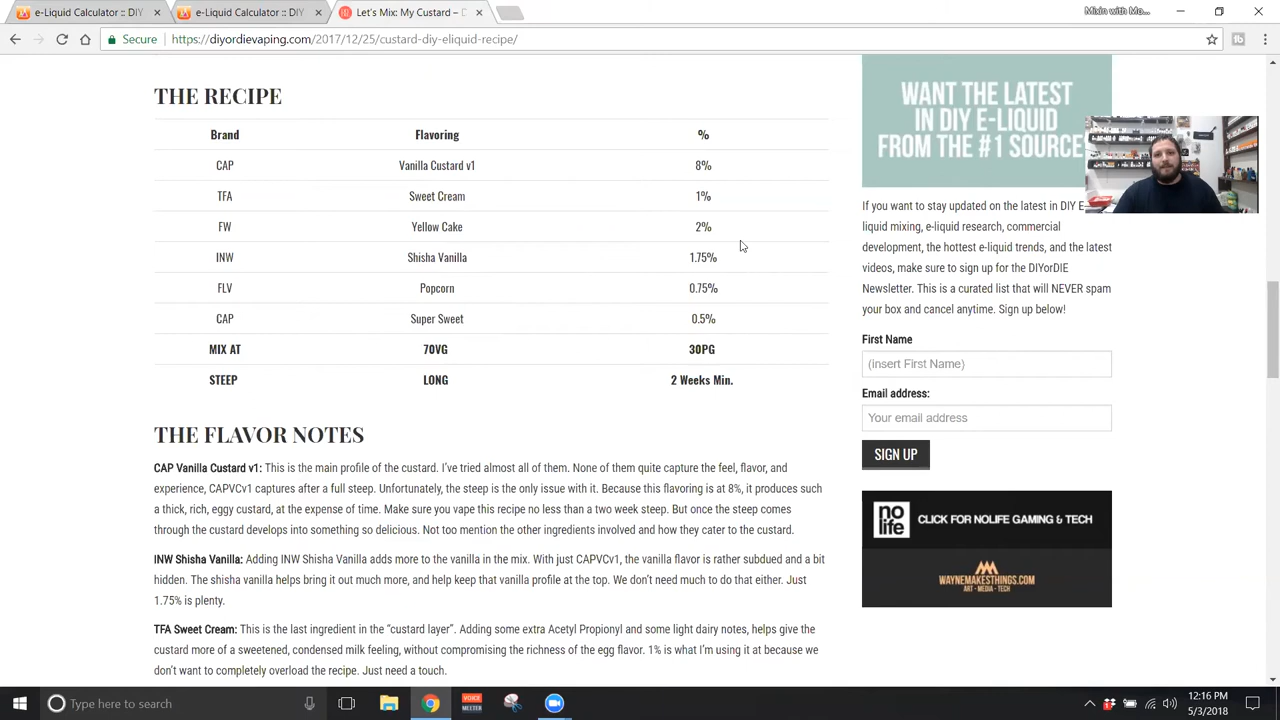 e-Liquid Calculator :: DIY
e-Liquid Calculator :: DIY
Let's Mix: My Custard – D
Mixin with Mo...
Secure
https://diyordievaping.com/2017/12/25/custard-diy-eliquid-recipe/
THE RECIPE
Brand Flavoring %
CAP Vanilla Custard v1 8%
TFA Sweet Cream 1%
FW Yellow Cake 2%
INW Shisha Vanilla 1.75%
FLV Popcorn 0.75%
CAP Super Sweet 0.5%
MIX AT 70VG 30PG
STEEP LONG 2 Weeks Min.
THE FLAVOR NOTES
CAP Vanilla Custard v1: This is the main profile of the custard. I've tried almost all of them. None of them quite capture the feel, flavor, and
experience, CAPVCv1 captures after a full steep. Unfortunately, the steep is the only issue with it. Because this flavoring is at 8%, it produces such
a thick, rich, eggy custard, at the expense of time. Make sure you vape this recipe no less than a two week steep. But once the steep comes
through the custard develops into something so delicious. Not too mention the other ingredients involved and how they cater to the custard.
INW Shisha Vanilla: Adding INW Shisha Vanilla adds more to the vanilla in the mix. With just CAPVCv1, the vanilla flavor is rather subdued and a bit
hidden. The shisha vanilla helps bring it out much more, and help keep that vanilla profile at the top. We don't need much to do that either. Just
1.75% is plenty.
TFA Sweet Cream: This is the last ingredient in the "custard layer". Adding some extra Acetyl Propionyl and some light dairy notes, helps give the
custard more of a sweetened, condensed milk feeling, without compromising the richness of the egg flavor. 1% is what I'm using it at because we
don't want to completely overload the recipe. Just need a touch.
WANT THE LATEST
IN DIY E-LIQUID
FROM THE #1 SOURCE
If you want to stay updated on the latest in DIY E-
liquid mixing, e-liquid research, commercial
development, the hottest e-liquid trends, and the latest
videos, make sure to sign up for the DIYorDIE
Newsletter. This is a curated list that will NEVER spam
your box and cancel anytime. Sign up below!
First Name
(insert First Name)
Email address:
Your email address
SIGN UP
no
life
CLICK FOR NOLIFE GAMING & TECH
WAYNEMAKESTHINGS.COM
ART - MEDIA - TECH
Type here to search
VOICE
MEETER
12:16 PM
5/3/2018